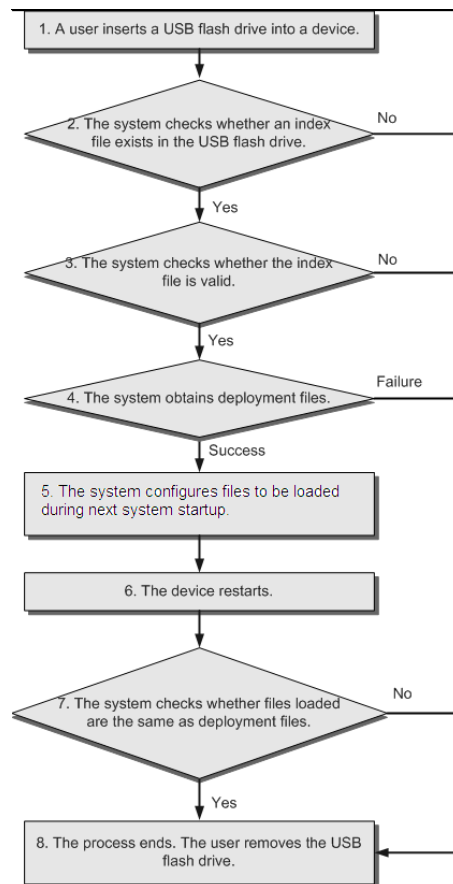 1. A user inserts a USB flash drive into a device.
2. The system checks whether an index
file exists in the USB flash drive.
No
Yes
3. The system checks whether the index
file is valid.
No
Yes
4. The system obtains deployment files.
Failure
Success
5. The system configures files to be loaded
during next system startup.
6. The device restarts.
7. The system checks whether files loaded
are the same as deployment files.
No
Yes
8. The process ends. The user removes the USB
flash drive.